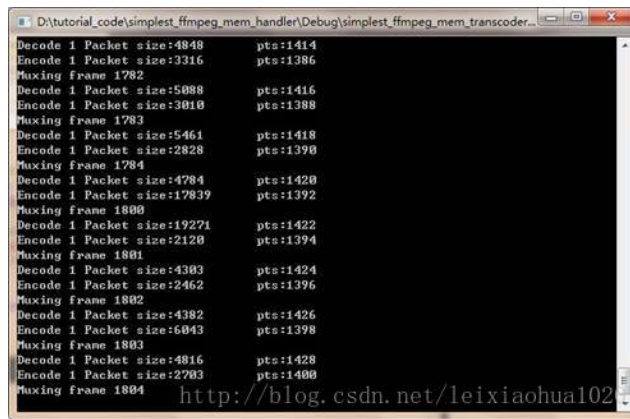 D:\tutorial_code\simplest_ffmpeg_mem_handler\Debug\simplest_ffmpeg_mem_transcoder...
Decode 1 Packet size:4848 pts:1414
Encode 1 Packet size:3316 pts:1386
Muxing frame 1782
Decode 1 Packet size:5088 pts:1416
Encode 1 Packet size:3010 pts:1388
Muxing frame 1783
Decode 1 Packet size:5461 pts:1418
Encode 1 Packet size:2828 pts:1390
Muxing frame 1784
Decode 1 Packet size:4784 pts:1420
Encode 1 Packet size:17839 pts:1392
Muxing frame 1800
Decode 1 Packet size:19271 pts:1422
Encode 1 Packet size:2120 pts:1394
Muxing frame 1801
Decode 1 Packet size:4303 pts:1424
Encode 1 Packet size:2462 pts:1396
Muxing frame 1802
Decode 1 Packet size:4382 pts:1426
Encode 1 Packet size:6043 pts:1398
Muxing frame 1803
Decode 1 Packet size:4816 pts:1428
Encode 1 Packet size:2703 pts:1400
Muxing frame 1804
http://blog.csdn.net/leixiaohua102